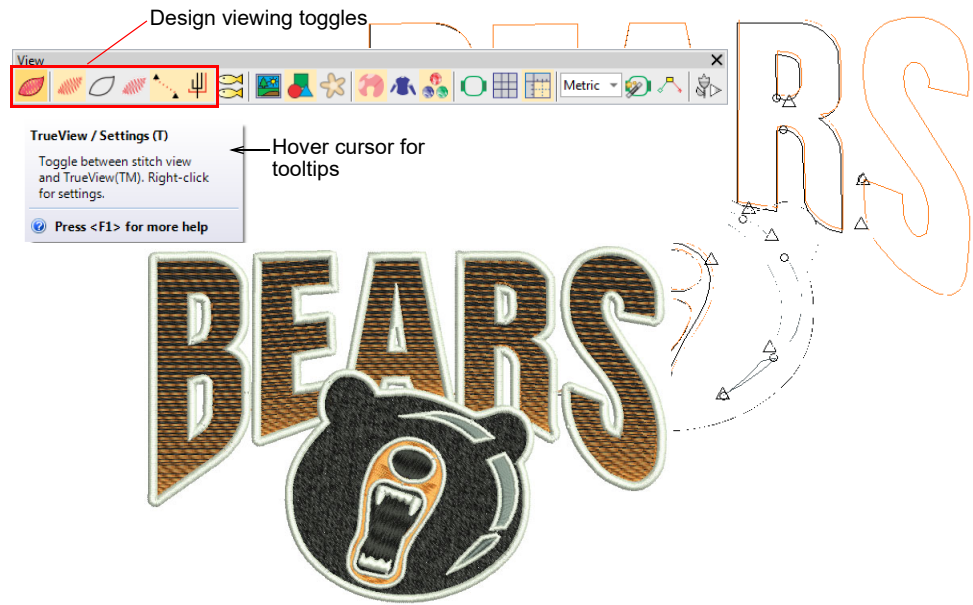 Design viewing toggles
View
Metric
TrueView / Settings (T)
Toggle between stitch view
and TrueView(TM). Right-click
for settings.
Press <F1> for more help
Hover cursor for
tooltips
BEARS
RS